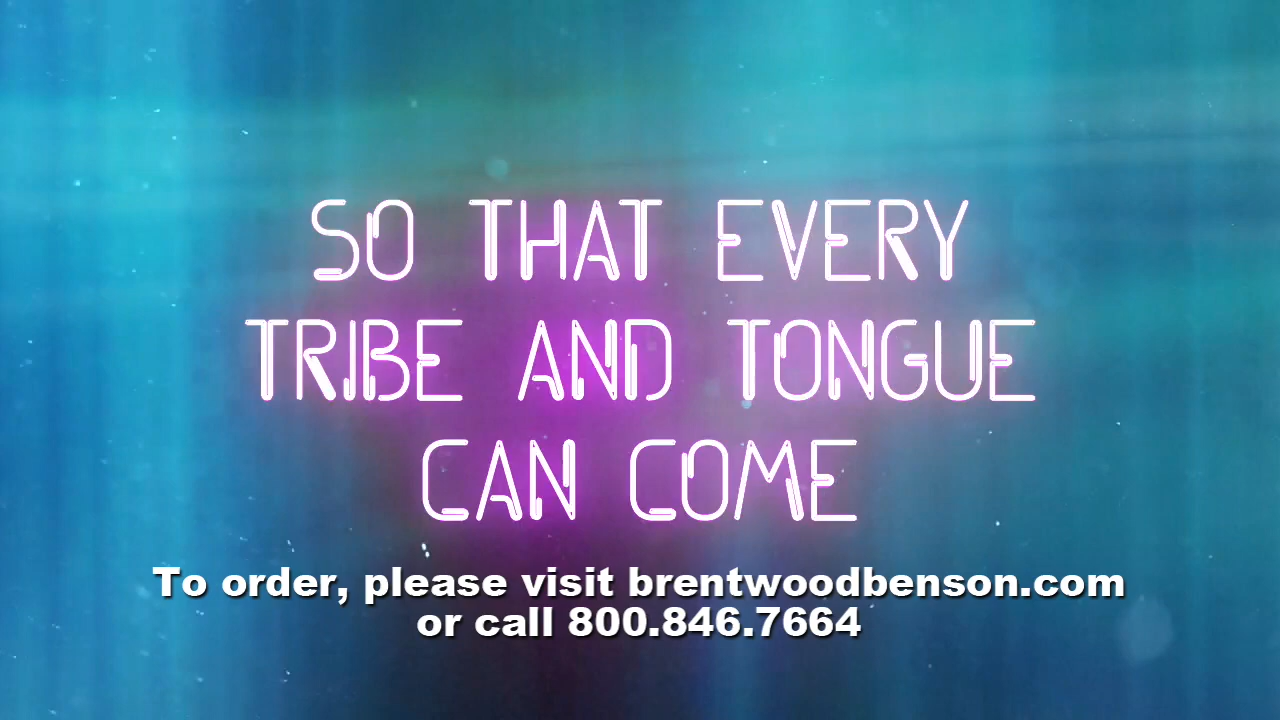 SO THAT EVERY
TRIBE AND TONGUE
CAN COME
To order, please visit brentwoodbenson.com
or call 800.846.7664